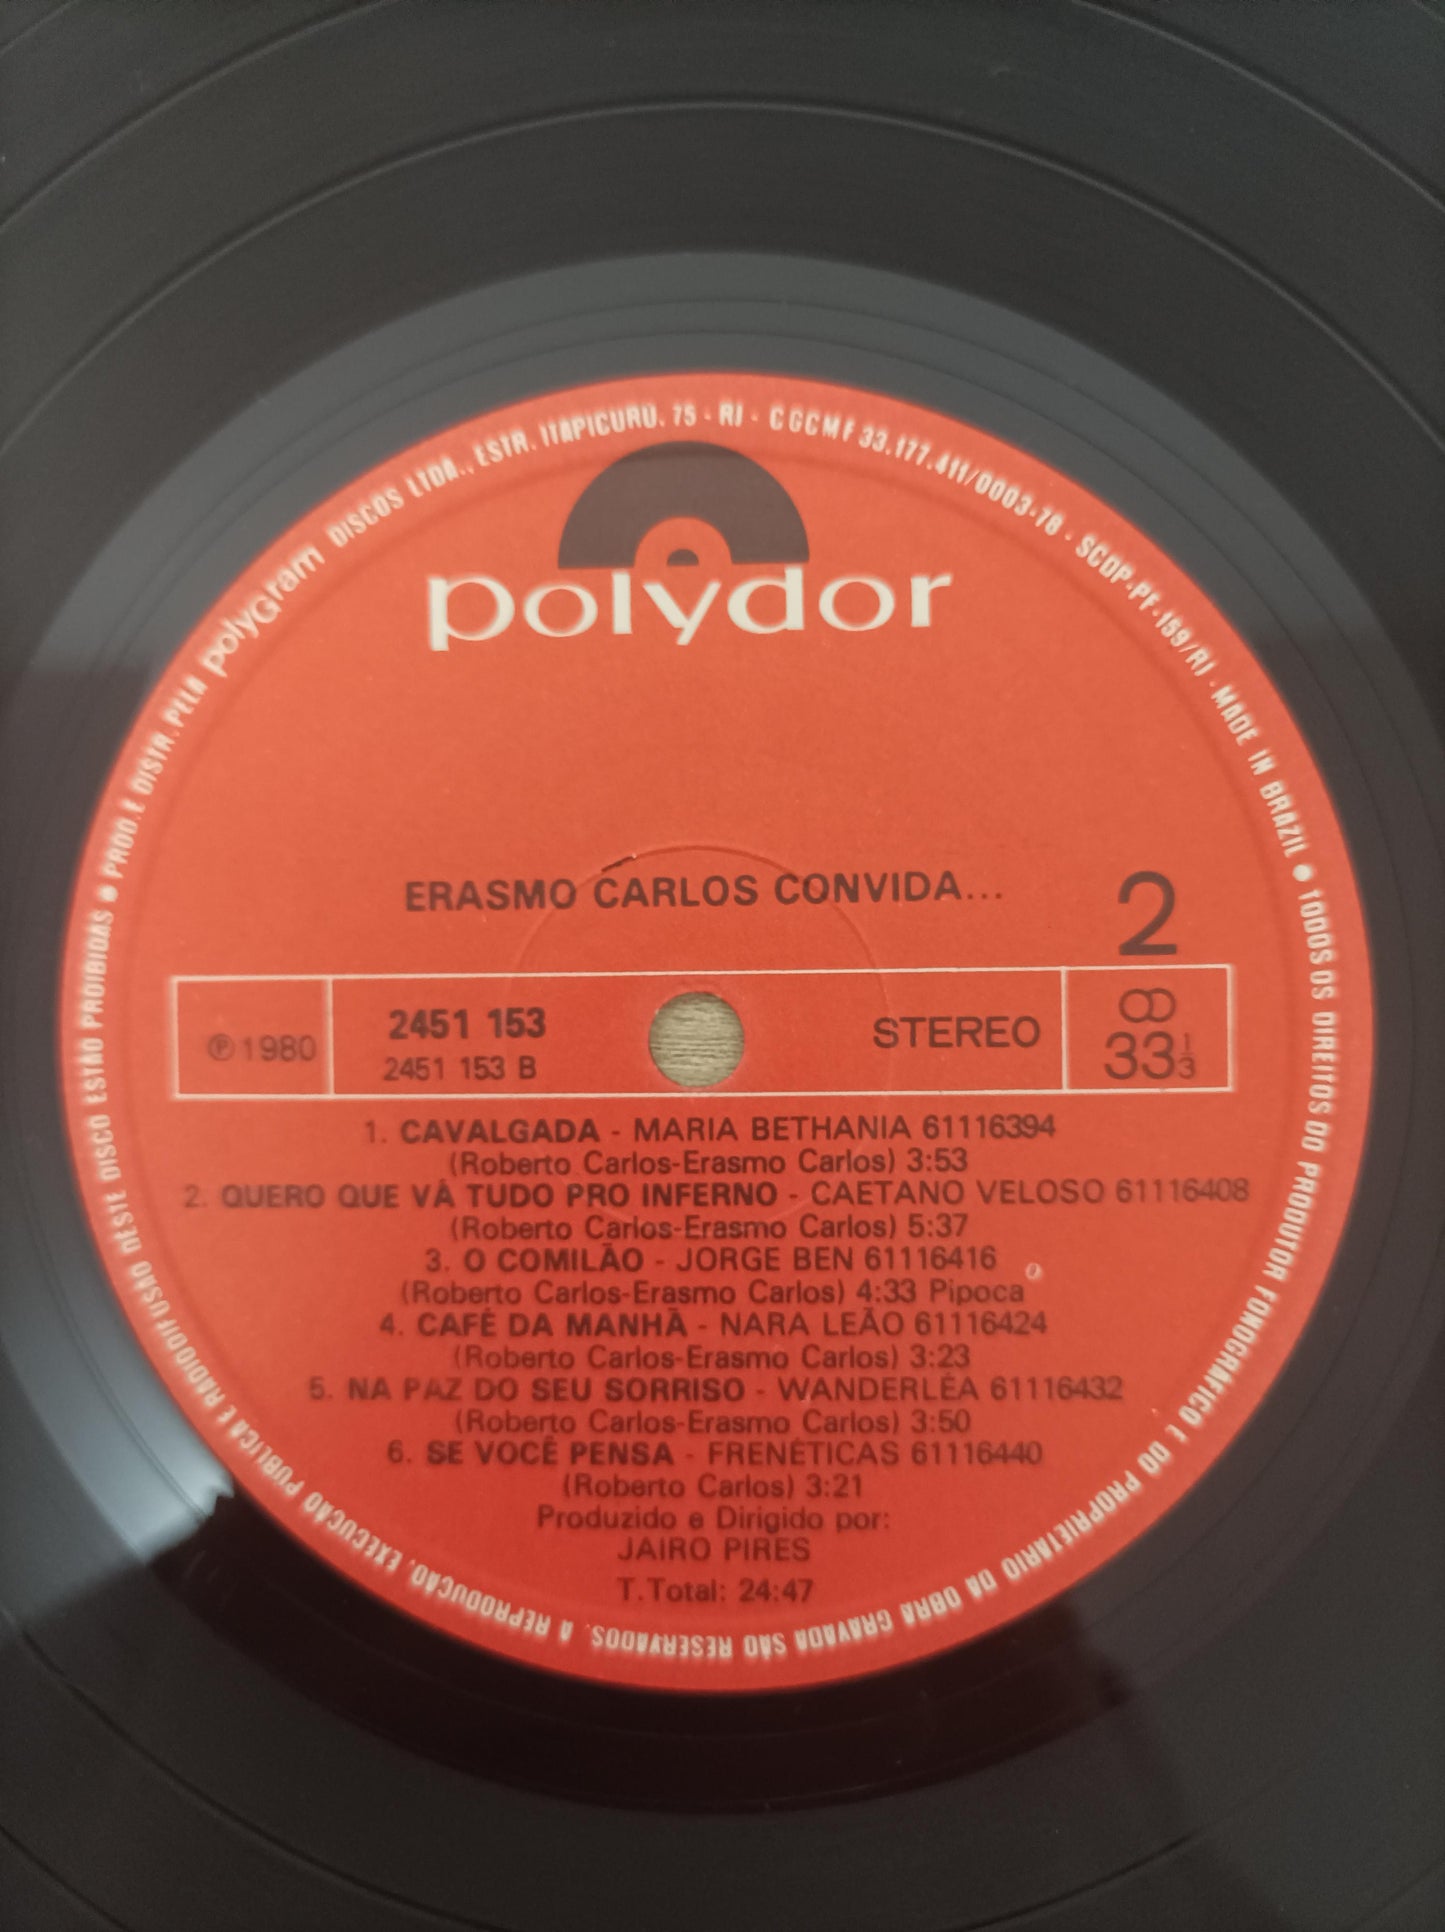 PROD. E DISTR. PELA polyGram DISCOS LTDA., ESTR. ITAPICURU, 75 - RJ - CGCMF 33.177.411/0003-78 - SCDP-PF-159/RJ - MADE IN BRAZIL ● TODOS OS DIREITOS DO PRODUTOR FONOGRÁFICO E DO PROPRIETÁRIO DA OBRA GRAVADA SÃO RESERVADOS. A REPRODUÇÃO, EXECUÇÃO PÚBLICA E RADIODIFUSÃO DESTE DISCO ESTÃO PROIBIDAS ●
polydor
ERASMO CARLOS CONVIDA...
2
℗ 1980
2451 153
2451 153 B
STEREO
33 1/3
1. CAVALGADA - MARIA BETHANIA 61116394
(Roberto Carlos-Erasmo Carlos) 3:53
2. QUERO QUE VÁ TUDO PRO INFERNO - CAETANO VELOSO 61116408
(Roberto Carlos-Erasmo Carlos) 5:37
3. O COMILÃO - JORGE BEN 61116416
(Roberto Carlos-Erasmo Carlos) 4:33 Pipoca
4. CAFÉ DA MANHÃ - NARA LEÃO 61116424
(Roberto Carlos-Erasmo Carlos) 3:23
5. NA PAZ DO SEU SORRISO - WANDERLÉA 61116432
(Roberto Carlos-Erasmo Carlos) 3:50
6. SE VOCÊ PENSA - FRENÉTICAS 61116440
(Roberto Carlos) 3:21
Produzido e Dirigido por:
JAIRO PIRES
T.Total: 24:47